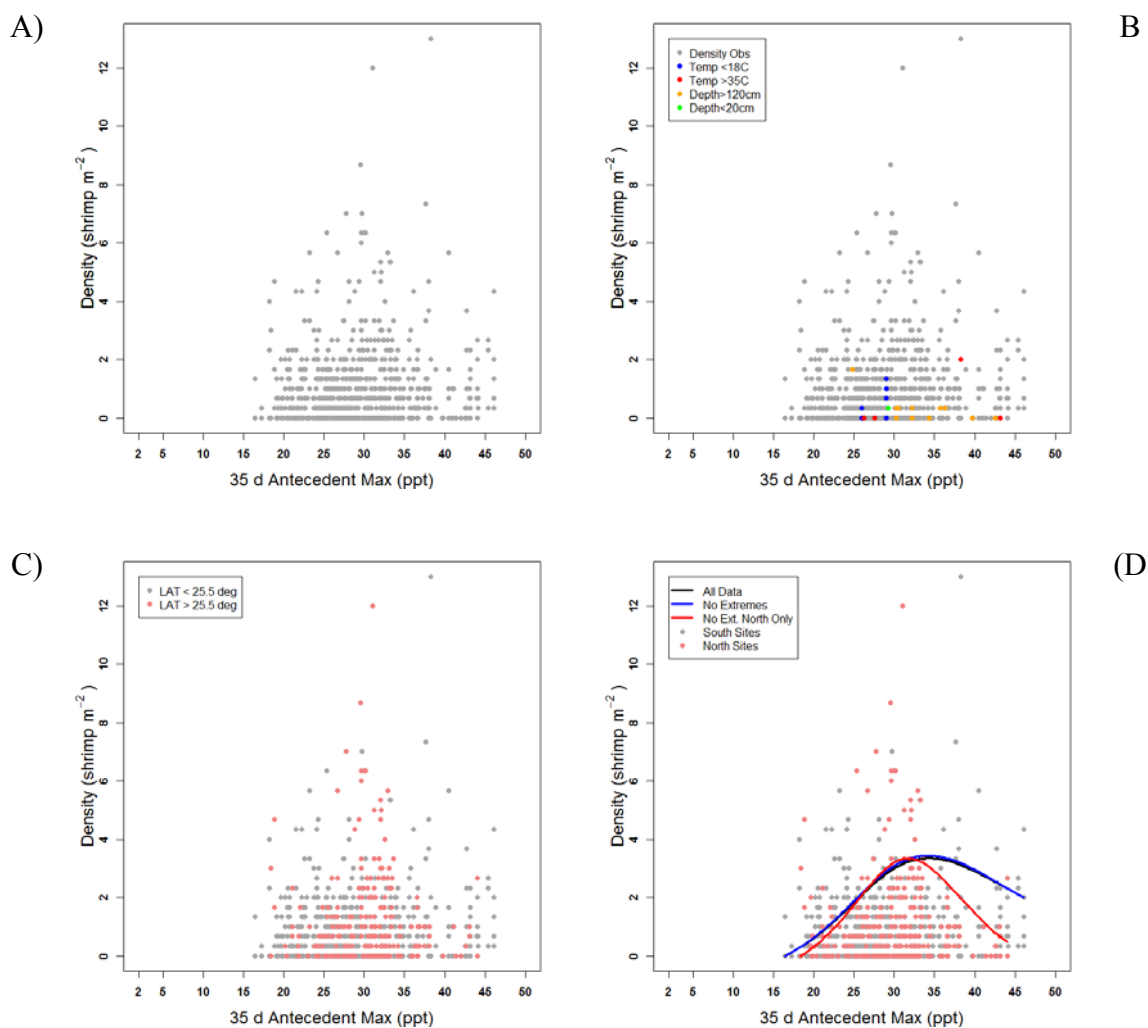 A)
Density (shrimp m⁻²)
12
10
8
6
4
2
0
2 5 10 15 20 25 30 35 40 45 50
35 d Antecedent Max (ppt)
B
Density Obs
Temp <18C
Temp >35C
Depth>120cm
Depth<20cm
Density (shrimp m⁻²)
12
10
8
6
4
2
0
2 5 10 15 20 25 30 35 40 45 50
35 d Antecedent Max (ppt)
C)
LAT < 25.5 deg
LAT > 25.5 deg
Density (shrimp m⁻²)
12
10
8
6
4
2
0
2 5 10 15 20 25 30 35 40 45 50
35 d Antecedent Max (ppt)
(D
All Data
No Extremes
No Ext. North Only
South Sites
North Sites
Density (shrimp m⁻²)
12
10
8
6
4
2
0
2 5 10 15 20 25 30 35 40 45 50
35 d Antecedent Max (ppt)